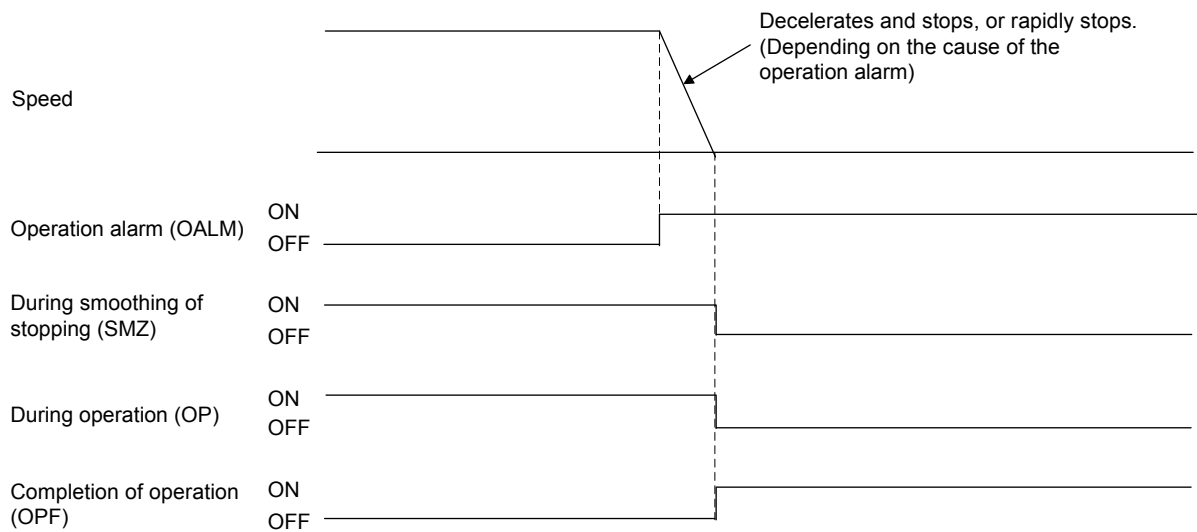 Decelerates and stops, or rapidly stops.
(Depending on the cause of the
operation alarm)
Speed
Operation alarm (OALM)
ON
OFF
During smoothing of
stopping (SMZ)
ON
OFF
During operation (OP)
ON
OFF
Completion of operation
(OPF)
ON
OFF